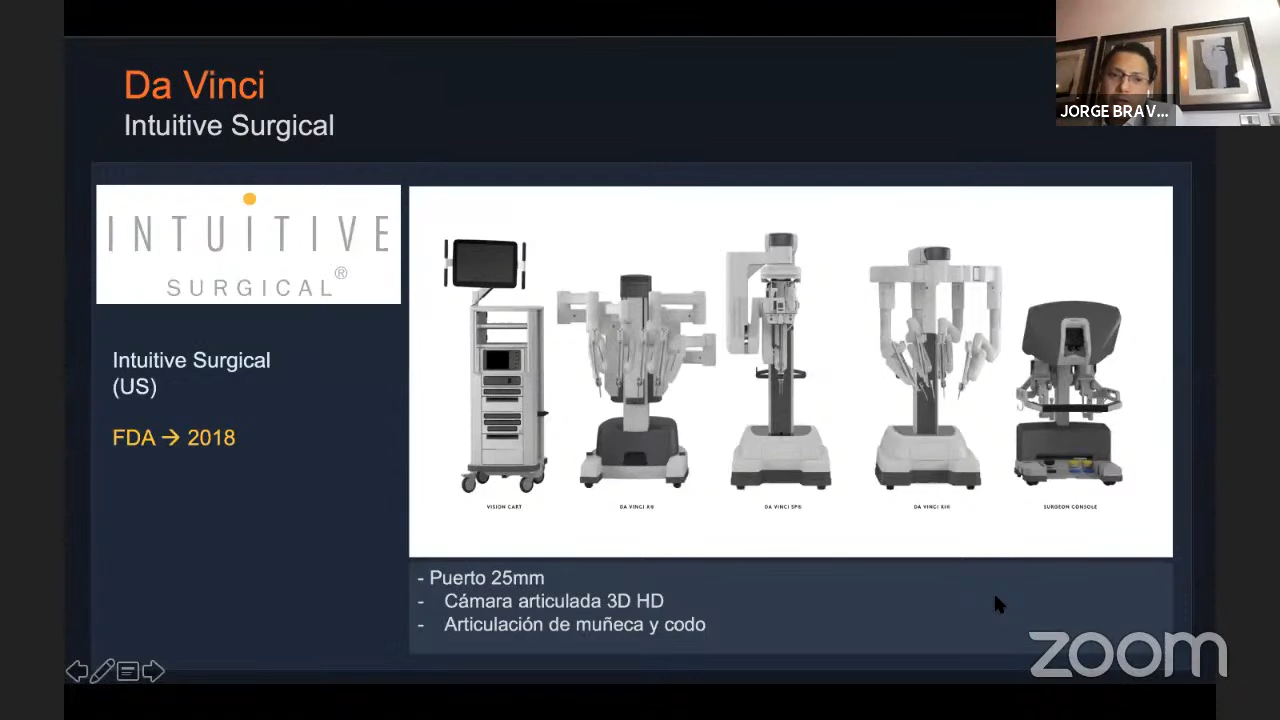 Da Vinci
Intuitive Surgical
JORGE BRAV...
INTUITIVE
SURGICAL®
Intuitive Surgical
(US)
FDA → 2018
VISION CART
DA VINCI X®
DA VINCI SP®
DA VINCI XI®
SURGEON CONSOLE
- Puerto 25mm
- Cámara articulada 3D HD
- Articulación de muñeca y codo
zoom